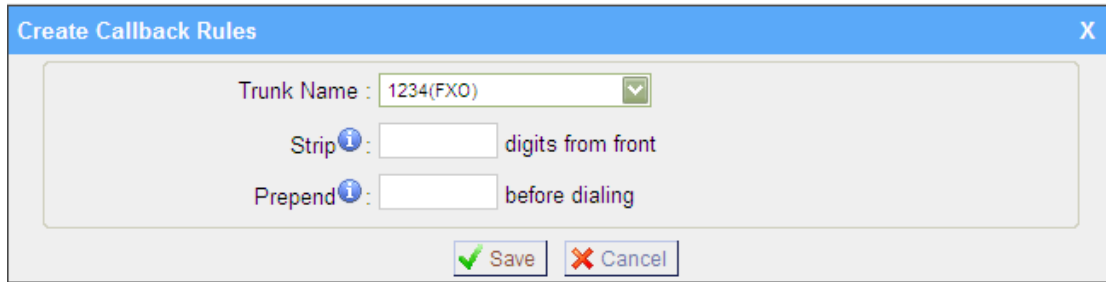 Create Callback Rules X
Trunk Name : 1234(FXO)
Strip i : digits from front
Prepend i : before dialing
Save Cancel